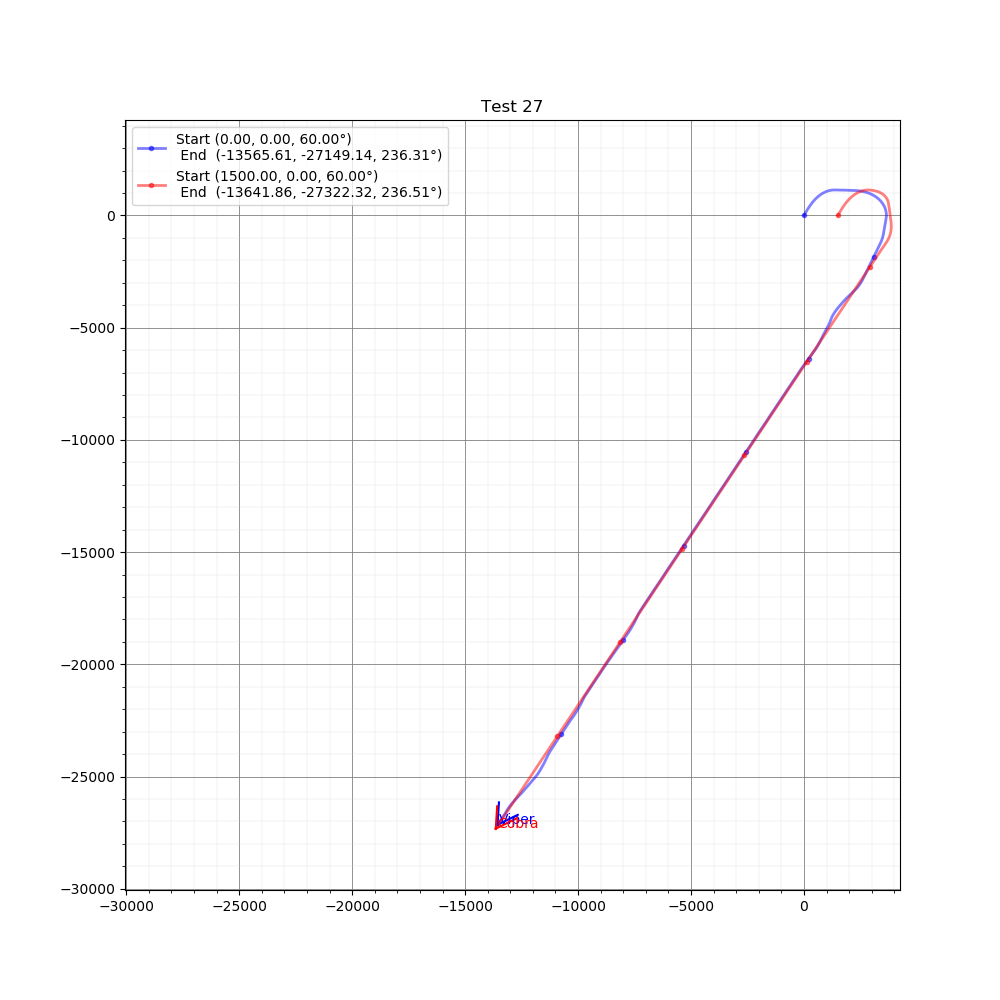 Test 27
Start (0.00, 0.00, 60.00°)
End (-13565.61, -27149.14, 236.31°)
Start (1500.00, 0.00, 60.00°)
End (-13641.86, -27322.32, 236.51°)
0
−5000
−10000
−15000
−20000
−25000
−30000
Viper
Cobra
−30000 −25000 −20000 −15000 −10000 −5000 0